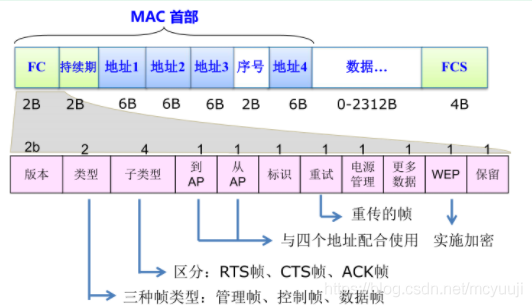 MAC 首部
FC 持续期 地址1 地址2 地址3 序号 地址4 数据... FCS
2B 2B 6B 6B 6B 2B 6B 0-2312B 4B
2b 2 4 1 1 1 1 1 1 1 1
版本 类型 子类型 到AP 从AP 标识 重试 电源管理 更多数据 WEP 保留
重传的帧
与四个地址配合使用 实施加密
区分：RTS帧、CTS帧、ACK帧
三种帧类型：管理帧、控制帧、数据帧
https://blog.csdn.net/mcyuuji